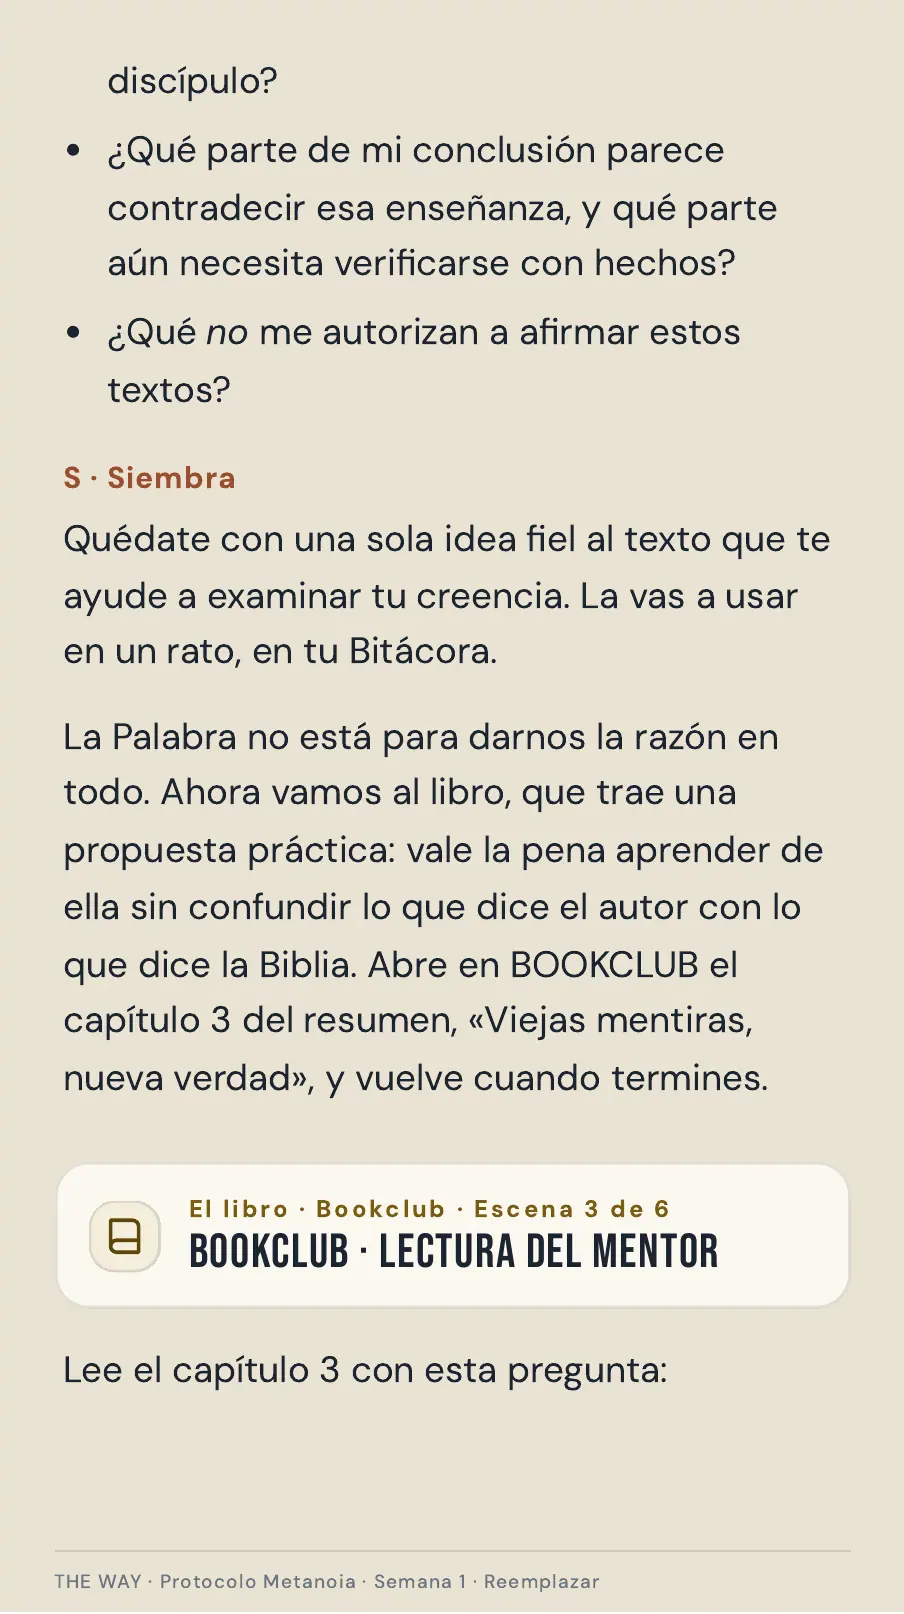 discípulo?
• ¿Qué parte de mi conclusión parece
contradecir esa enseñanza, y qué parte
aún necesita verificarse con hechos?
• ¿Qué no me autorizan a afirmar estos
textos?
S · Siembra
Quédate con una sola idea fiel al texto que te
ayude a examinar tu creencia. La vas a usar
en un rato, en tu Bitácora.
La Palabra no está para darnos la razón en
todo. Ahora vamos al libro, que trae una
propuesta práctica: vale la pena aprender de
ella sin confundir lo que dice el autor con lo
que dice la Biblia. Abre en BOOKCLUB el
capítulo 3 del resumen, «Viejas mentiras,
nueva verdad», y vuelve cuando termines.
El libro · Bookclub · Escena 3 de 6
BOOKCLUB · LECTURA DEL MENTOR
Lee el capítulo 3 con esta pregunta:
THE WAY · Protocolo Metanoia · Semana 1 · Reemplazar